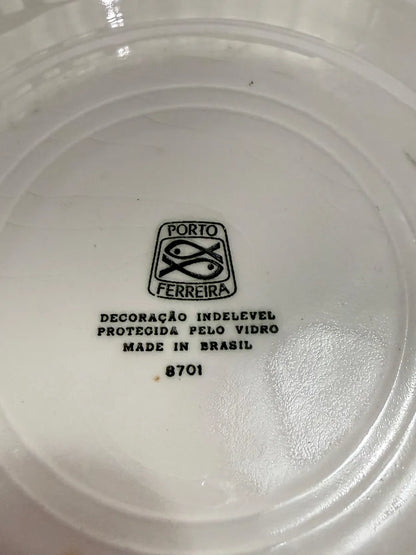 PORTO
FERREIRA
DECORAÇÃO INDELEVEL
PROTEGIDA PELO VIDRO
MADE IN BRASIL
8701